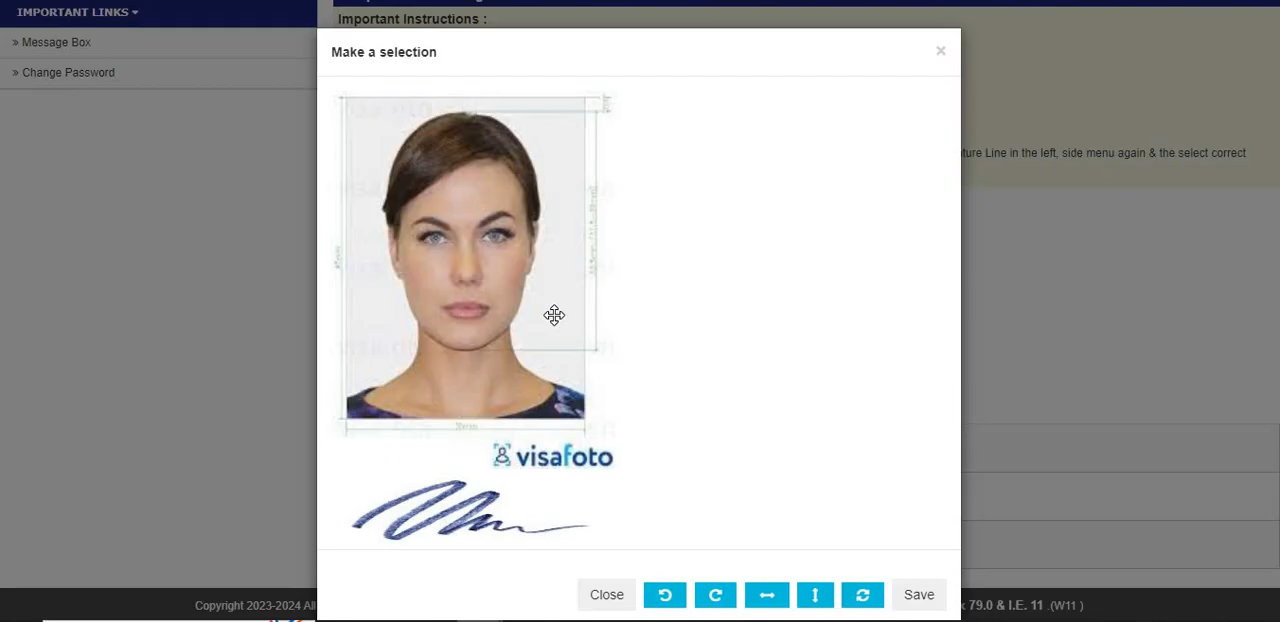 IMPORTANT LINKS
» Message Box
» Change Password
Important Instructions :
Make a selection
×
ture Line in the left, side menu again & the select correct
visafoto
Close
Save
Copyright 2023-2024 All
x 79.0 & I.E. 11 .(W11 )